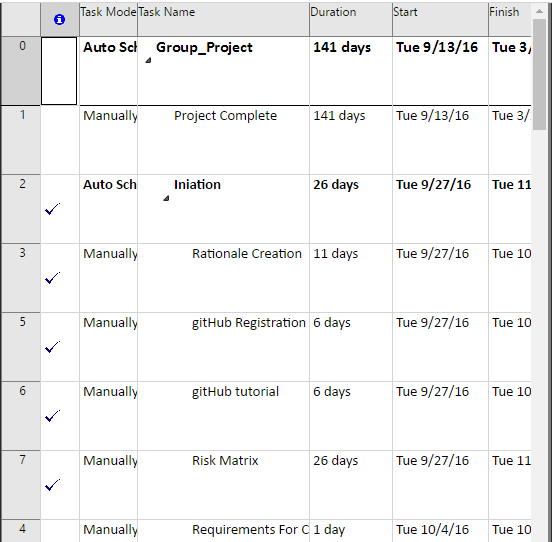 Task Mode Task Name Duration Start Finish
0 Auto Sch Group_Project 141 days Tue 9/13/16 Tue 3/
1 Manually Project Complete 141 days Tue 9/13/16 Tue 3/
2 Auto Sch Iniation 26 days Tue 9/27/16 Tue 11
3 Manually Rationale Creation 11 days Tue 9/27/16 Tue 10
5 Manually gitHub Registration 6 days Tue 9/27/16 Tue 10
6 Manually gitHub tutorial 6 days Tue 9/27/16 Tue 10
7 Manually Risk Matrix 26 days Tue 9/27/16 Tue 11
4 Manually Requirements For C 1 day Tue 10/4/16 Tue 10